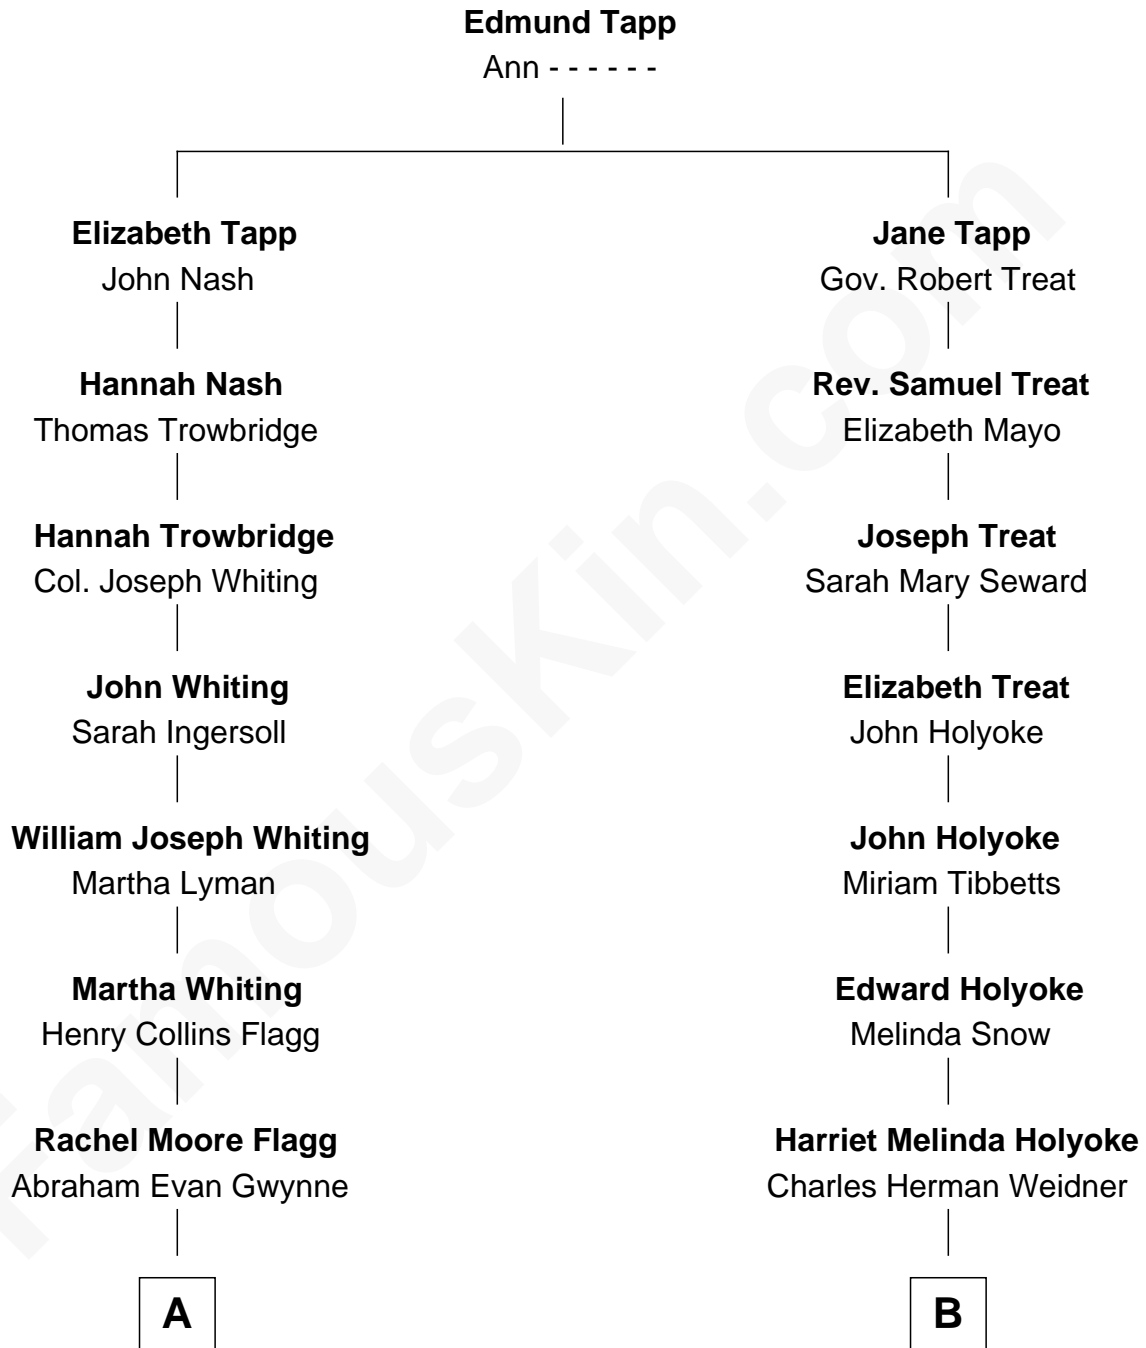 Edmund Tapp
Ann - - - - - -
Elizabeth Tapp
John Nash
Jane Tapp
Gov. Robert Treat
Hannah Nash
Thomas Trowbridge
Rev. Samuel Treat
Elizabeth Mayo
Hannah Trowbridge
Col. Joseph Whiting
Joseph Treat
Sarah Mary Seward
John Whiting
Sarah Ingersoll
Elizabeth Treat
John Holyoke
William Joseph Whiting
Martha Lyman
John Holyoke
Miriam Tibbetts
Martha Whiting
Henry Collins Flagg
Edward Holyoke
Melinda Snow
Rachel Moore Flagg
Abraham Evan Gwynne
Harriet Melinda Holyoke
Charles Herman Weidner
A
B
FamousKin.com